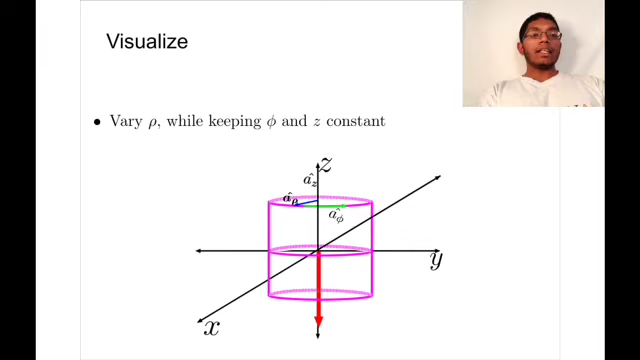 Visualize
• Vary ρ, while keeping ϕ and z constant
z
â_z
â_ρ
â_ϕ
y
x